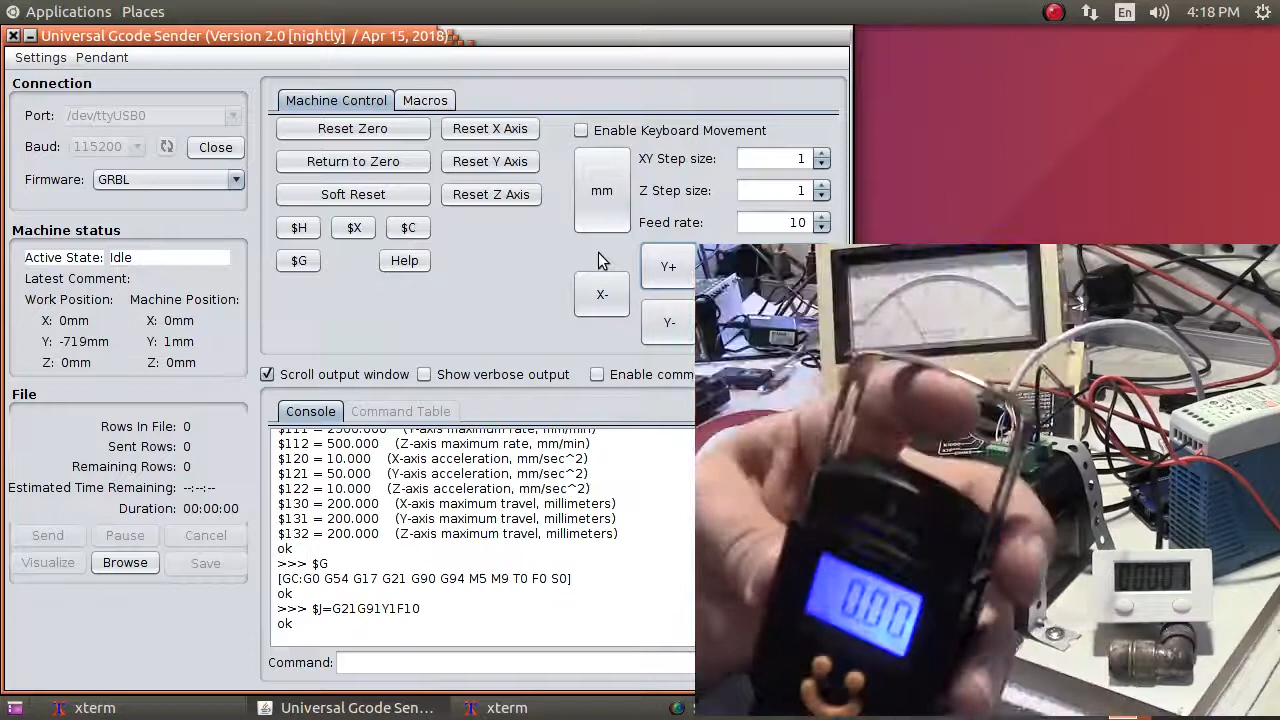 Applications Places
En 4:18 PM
Universal Gcode Sender (Version 2.0 [nightly] / Apr 15, 2018)
Settings Pendant
Connection
Port: /dev/ttyUSB0
Baud: 115200 Close
Firmware: GRBL
Machine status
Active State: Idle
Latest Comment:
Work Position: Machine Position:
X: 0mm X: 0mm
Y: Y: 1mm
Z: 0mm Z: 0mm
File
Rows In File: 0
Sent Rows: 0
Remaining Rows: 0
Estimated Time Remaining: --:--:--
Duration: 00:00:00
Send Pause Cancel
Visualize Browse Save
Machine Control Macros
Reset Zero Reset X Axis
Return to Zero Reset Y Axis
Soft Reset Reset Z Axis
$H $X $C
$G Help
Enable Keyboard Movement
mm
XY Step size: 1
Z Step size: 1
Feed rate: 10
Y+
X-
Y-
Scroll output window Show verbose output Enable comm
Console Command Table
$112 = 500.000 (Z-axis maximum rate, mm/min)
$120 = 10.000 (X-axis acceleration, mm/sec^2)
$121 = 50.000 (Y-axis acceleration, mm/sec^2)
$122 = 10.000 (Z-axis acceleration, mm/sec^2)
$130 = 200.000 (X-axis maximum travel, millimeters)
$131 = 200.000 (Y-axis maximum travel, millimeters)
$132 = 200.000 (Z-axis maximum travel, millimeters)
ok
>>> $G
[GC:G0 G54 G17 G21 G90 G94 M5 M9 T0 F0 S0]
ok
>>> $J=G21G91Y1F10
ok
Command:
xterm Universal Gcode Sen... xterm
0.00